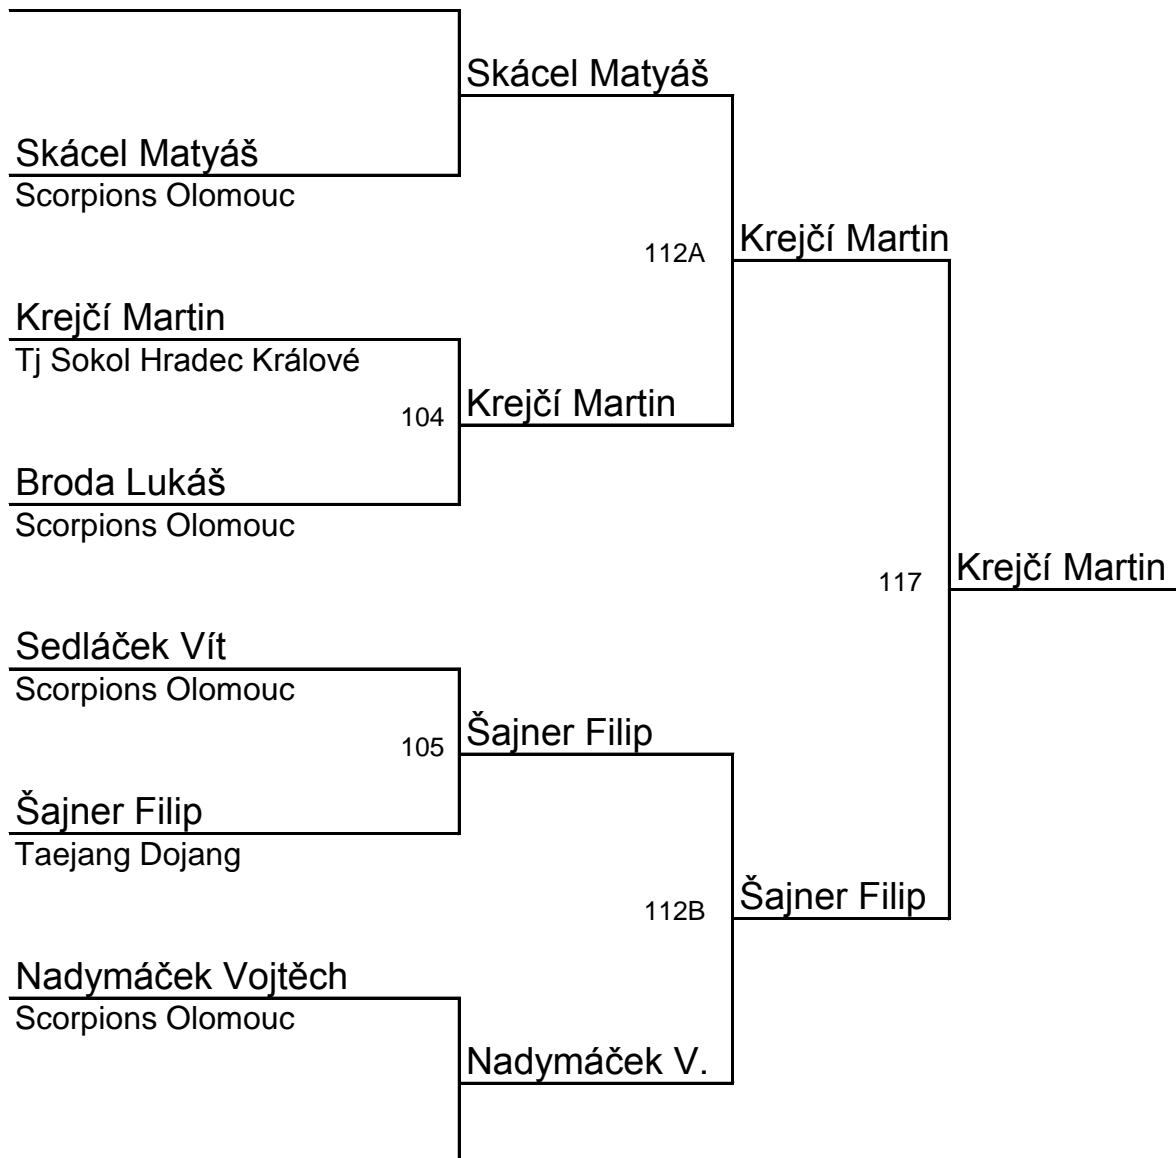 Skácel Matyáš
Skácel Matyáš
Scorpions Olomouc
112A
Krejčí Martin
Krejčí Martin
Tj Sokol Hradec Králové
104
Krejčí Martin
Broda Lukáš
Scorpions Olomouc
117
Krejčí Martin
Sedláček Vít
Scorpions Olomouc
105
Šajner Filip
Šajner Filip
Taejang Dojang
112B
Šajner Filip
Nadymáček Vojtěch
Scorpions Olomouc
Nadymáček V.